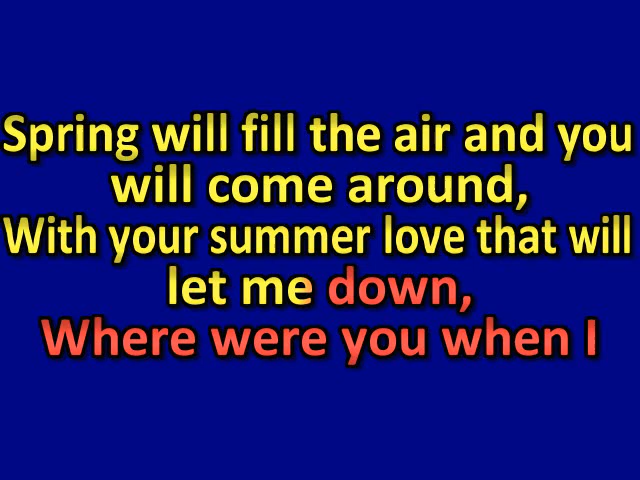 Spring will fill the air and you
will come around,
With your summer love that will
let me down,
Where were you when I